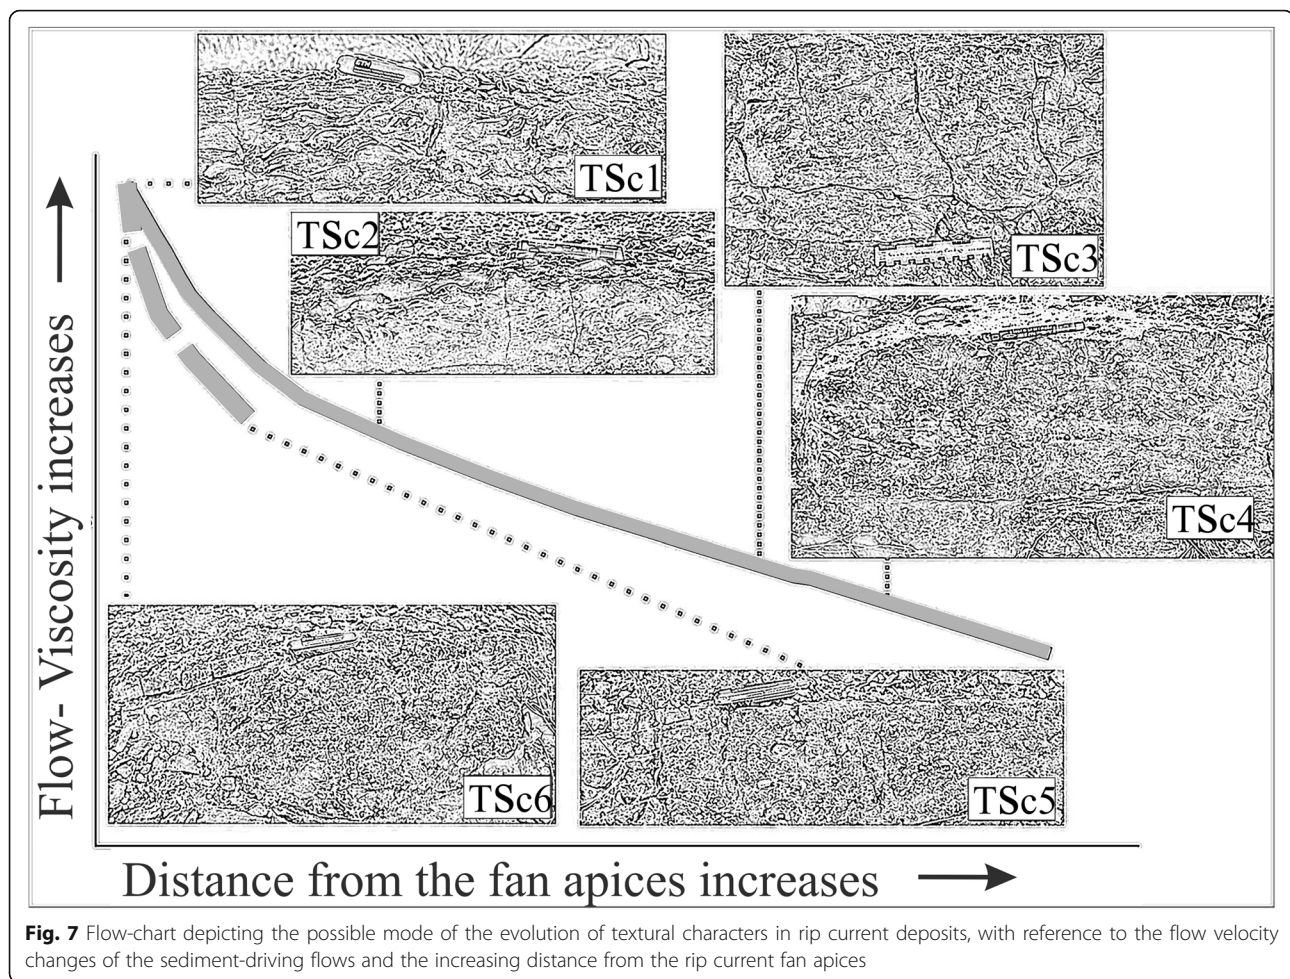 TSc1
TSc2
TSc3
TSc4
TSc5
TSc6
Flow- Viscosity increases
Distance from the fan apices increases
Fig. 7 Flow-chart depicting the possible mode of the evolution of textural characters in rip current deposits, with reference to the flow velocity
changes of the sediment-driving flows and the increasing distance from the rip current fan apices